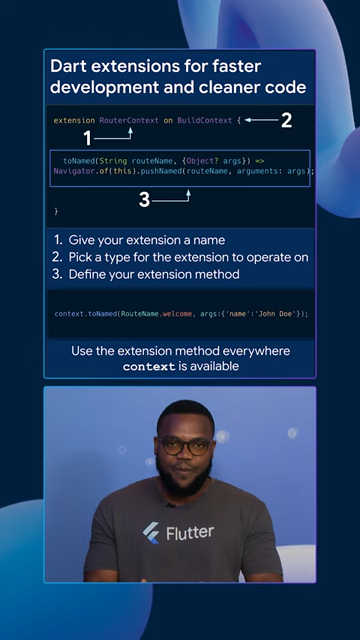 Dart extensions for faster
development and cleaner code
extension RouterContext on BuildContext {
2
1
toNamed(String routeName, {Object? args}) =>
Navigator.of(this).pushNamed(routeName, arguments: args);
3
}
1. Give your extension a name
2. Pick a type for the extension to operate on
3. Define your extension method
context.toNamed(RouteName.welcome, args:{'name':'John Doe'});
Use the extension method everywhere
context is available
Flutter